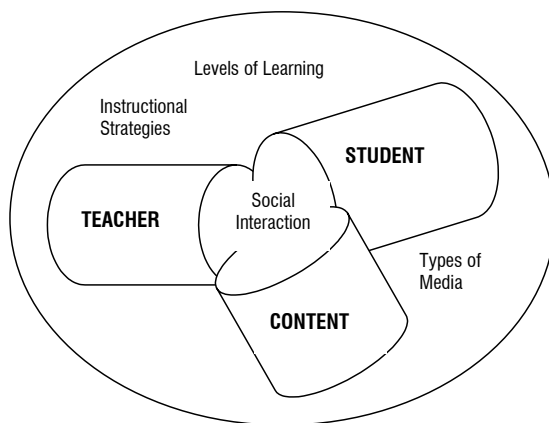 Levels of Learning
Instructional
Strategies
STUDENT
Social
Interaction
TEACHER
Types of
Media
CONTENT